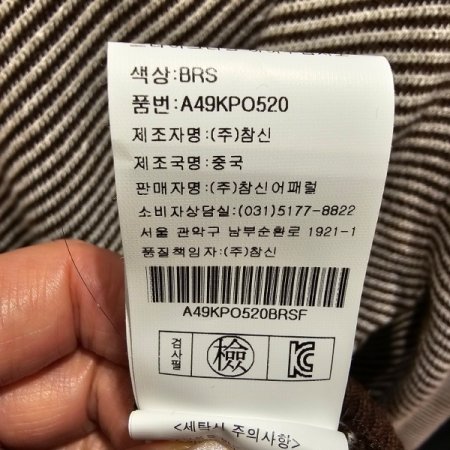 색상:BRS
품번:A49KPO520
제조자명:(주)참신
제조국명:중국
판매자명:(주)참신어패럴
소비자상담실:(031)5177-8822
서울 관악구 남부순환로 1921-1
품질책임자:(주)참신
A49KPO520BRSF
검사필 檢 KC
<세탁시 주의사항>